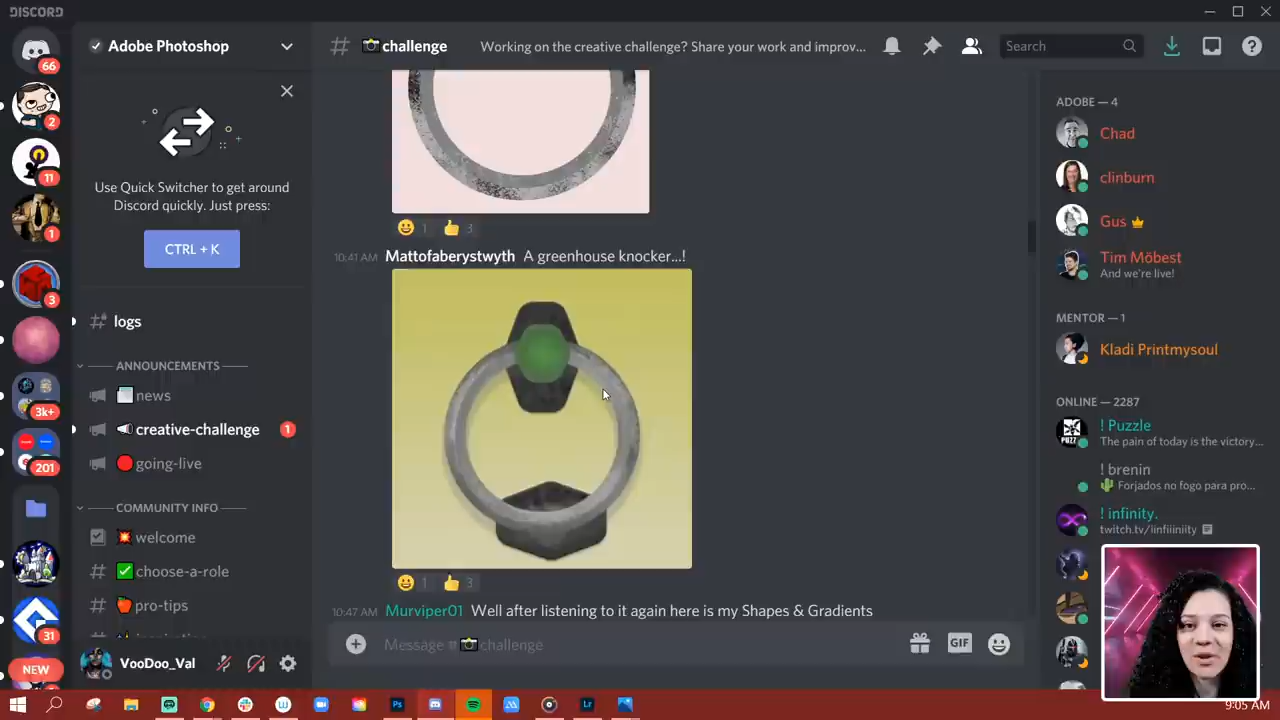 DISCORD
66
2
11
1
3
3k+
201
31
NEW
Adobe Photoshop
Use Quick Switcher to get around
Discord quickly. Just press:
CTRL + K
logs
ANNOUNCEMENTS
news
creative-challenge 1
going-live
COMMUNITY INFO
welcome
choose-a-role
pro-tips
VooDoo_Val
challenge
Working on the creative challenge? Share your work and improv...
Search
1 3
10:41 AM Mattofaberystwyth A greenhouse knocker...!
1 3
10:47 AM Murviper01 Well after listening to it again here is my Shapes & Gradients
Message # challenge
GIF
ADOBE — 4
Chad
clinburn
Gus
Tim Möbest
And we're live!
MENTOR — 1
Kladi Printmysoul
ONLINE — 2287
! Puzzle
The pain of today is the victory...
! brenin
Forjados no fogo para pro...
! infinity.
twitch.tv/iinfiiiniity
9:05 AM